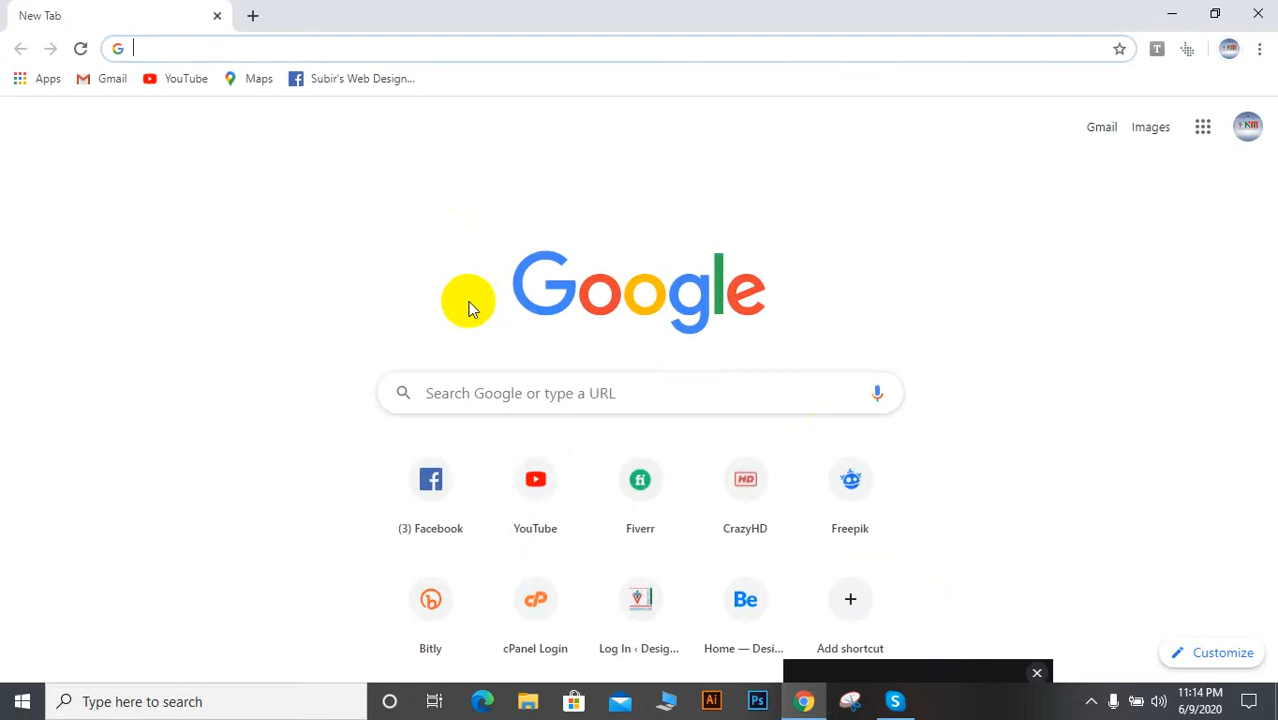 New Tab
Apps Gmail YouTube Maps Subir's Web Design...
Gmail Images
Google
Search Google or type a URL
(3) Facebook YouTube Fiverr CrazyHD Freepik
Bitly cPanel Login Log In ‹ Desig... Home — Desi... Add shortcut
Customize
Type here to search
11:14 PM
6/9/2020